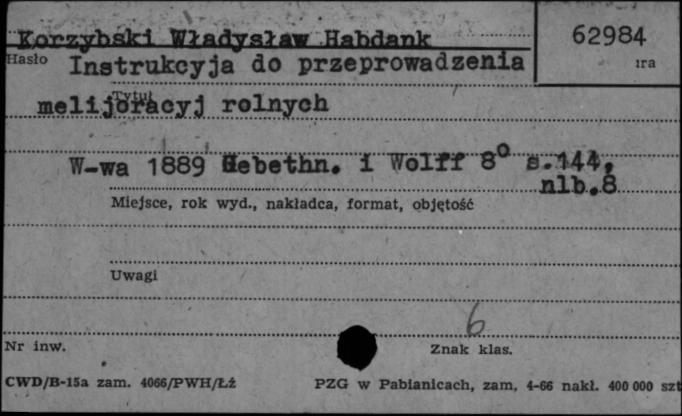 Korzybski Władysław Habdank
62984
ıra
Hasło
Instrukcyja do przeprowadzenia
Tytuł
melijoracyj rolnych
W-wa 1889 Hebethn. i Wolff 8° s.144,
nlb.8
Miejsce, rok wyd., nakładca, format, objętość
Uwagi
6
Nr inw.
Znak klas.
CWD/B-15a zam. 4066/PWH/Łź
PZG w Pabianicach, zam, 4-66 nakł. 400 000 szt